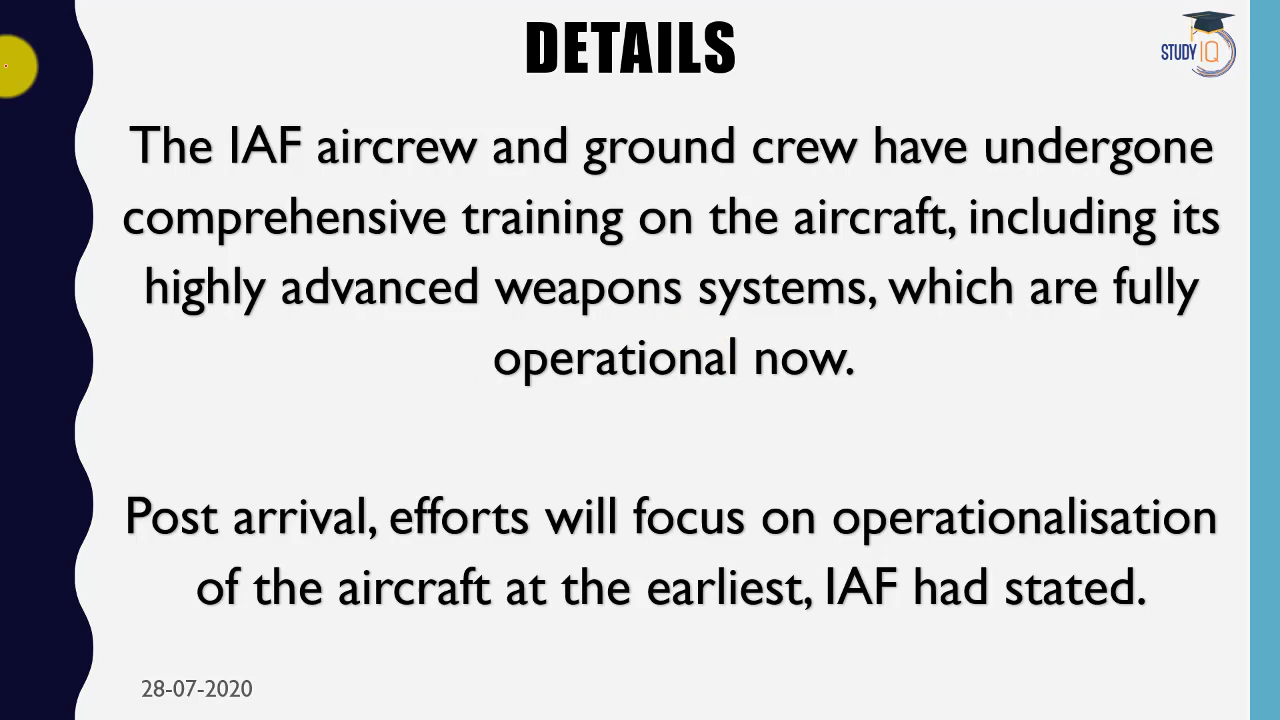 DETAILS
STUDY IQ
The IAF aircrew and ground crew have undergone
comprehensive training on the aircraft, including its
highly advanced weapons systems, which are fully
operational now.
Post arrival, efforts will focus on operationalisation
of the aircraft at the earliest, IAF had stated.
28-07-2020